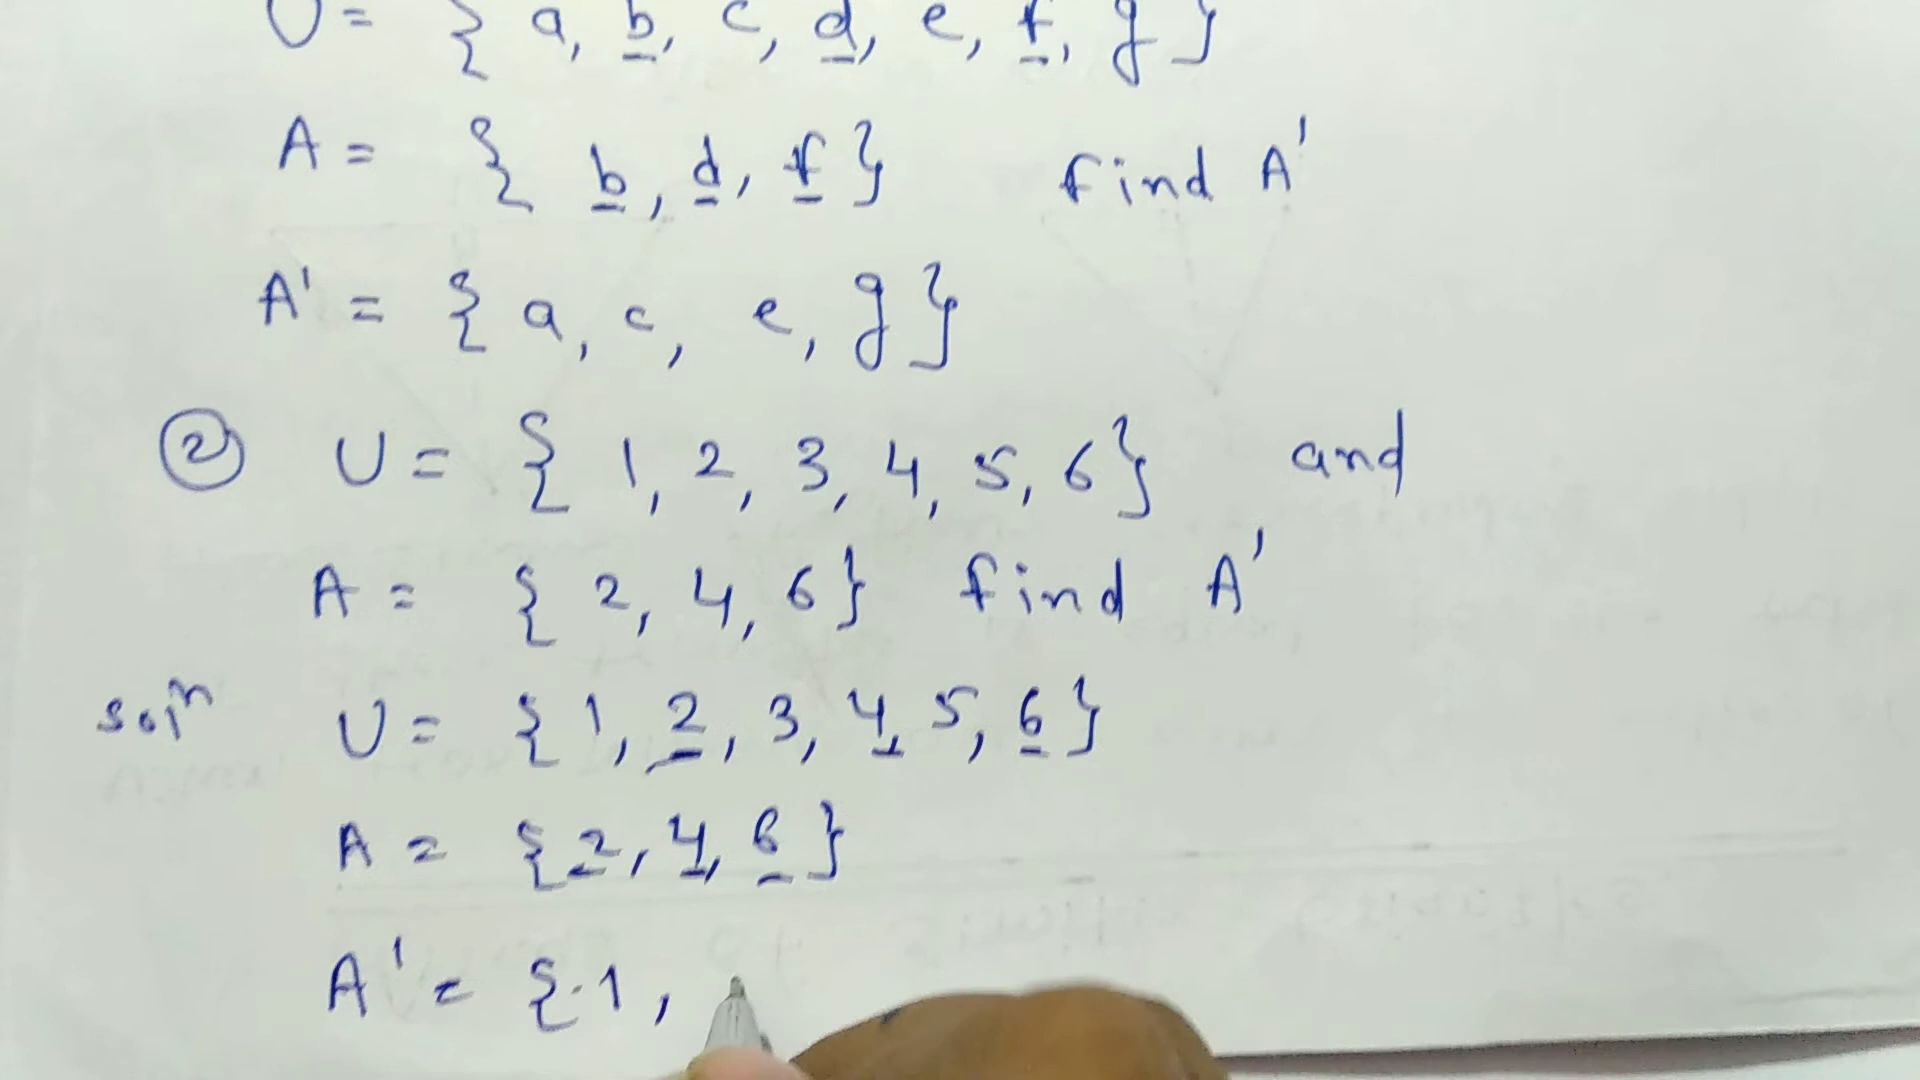 U = { a, b, c, d, e, f, g }
A = { b, d, f } Find A'
A' = { a, c, e, g }
② U = { 1, 2, 3, 4, 5, 6 } and
A = { 2, 4, 6 } find A'
soln U = { 1, 2, 3, 4, 5, 6 }
A = { 2, 4, 6 }
A' = { 1,